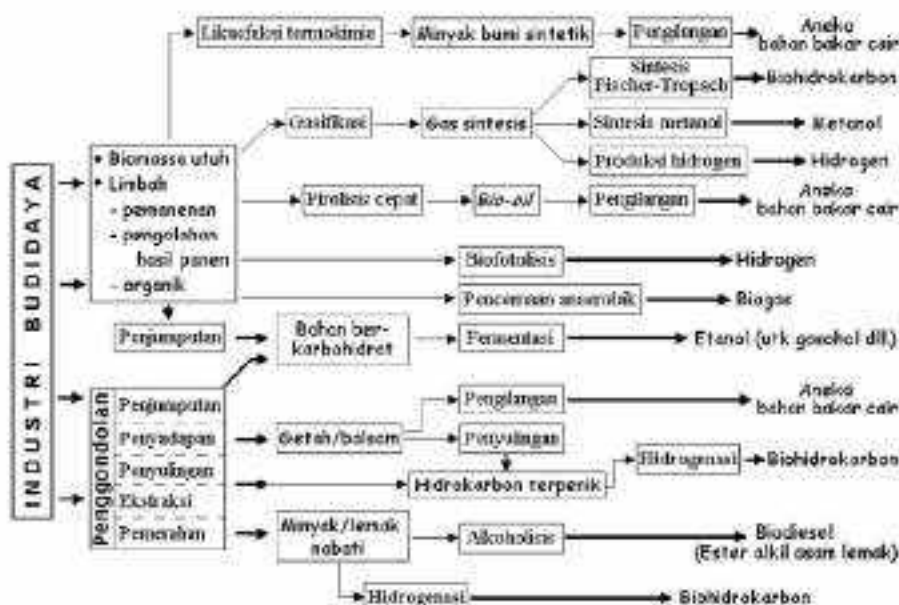 Likuefaksi termokimia
Minyak bumi sintetik
Pengilangan
Aneka
bahan bakar cair
Sintesis
Fischer-Tropsch
Biohidrokarbon
Gasifikasi
Gas sintesis
Sintesis metanol
Metanol
Produksi hidrogen
Hidrogen
INDUSTRI BUDIDAYA
• Biomassa utuh
• Limbah
- pemanenan
- pengolahan
hasil panen
- organik
Pirolisis cepat
Bio-oil
Pengilangan
Aneka
bahan bakar cair
Biofotolisis
Hidrogen
Pencernaan anaerobik
Biogas
Penjumputan
Bahan ber-
karbohidrat
Fermentasi
Etanol (utk gasohol dll.)
Penggondolan
Penjumputan
Penyadapan
Penyulingan
Ekstraksi
Pemerahan
Getah/balsam
Pengilangan
Aneka
bahan bakar cair
Penyulingan
Hidrokarbon terpenik
Hidrogenasi
Biohidrokarbon
Minyak/lemak
nabati
Alkoholisis
Biodiesel
(Ester alkil asam lemak)
Hidrogenasi
Biohidrokarbon